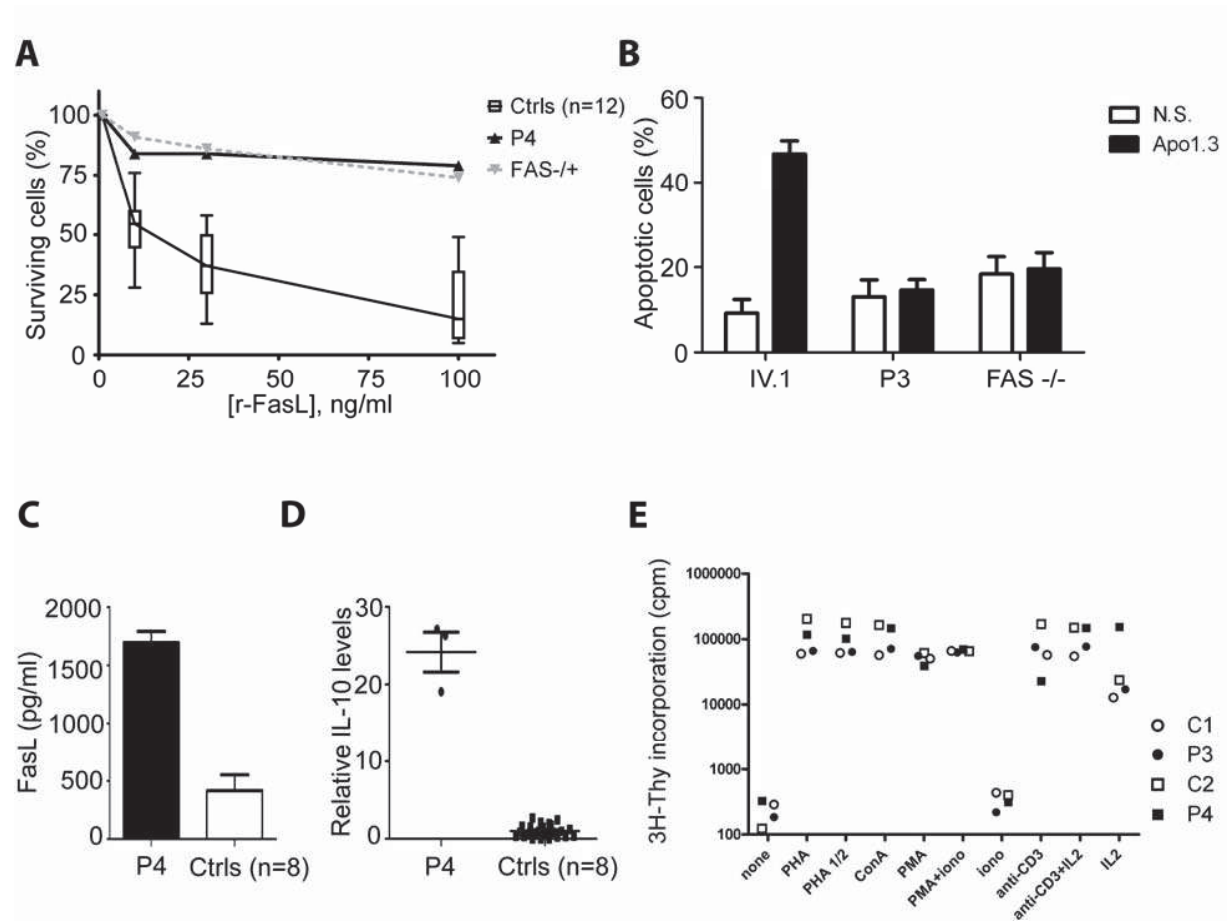 A
100
75
50
25
0
Surviving cells (%)
0 25 50 75 100
[r-FasL], ng/ml
Ctrls (n=12)
P4
FAS-/+
B
60
40
20
0
Apoptotic cells (%)
IV.1 P3 FAS -/-
N.S.
Apo1.3
C
2000
1500
1000
500
0
FasL (pg/ml)
P4 Ctrls (n=8)
D
30
20
10
0
Relative IL-10 levels
P4 Ctrls (n=8)
E
1000000
100000
10000
1000
100
3H-Thy incorporation (cpm)
none
PHA
PHA 1/2
ConA
PMA
PMA+iono
iono
anti-CD3
anti-CD3+IL2
IL2
C1
P3
C2
P4